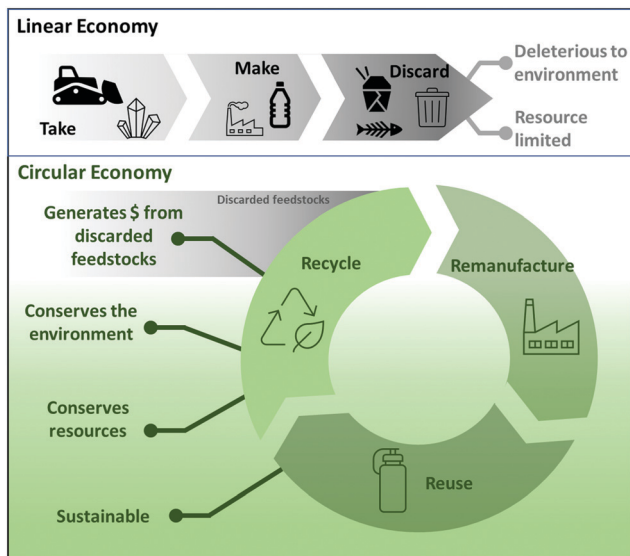 Linear Economy
Take
Make
Discard
Deleterious to
environment
Resource
limited
Circular Economy
Discarded feedstocks
Generates $ from
discarded
feedstocks
Conserves the
environment
Conserves
resources
Sustainable
Recycle
Remanufacture
Reuse